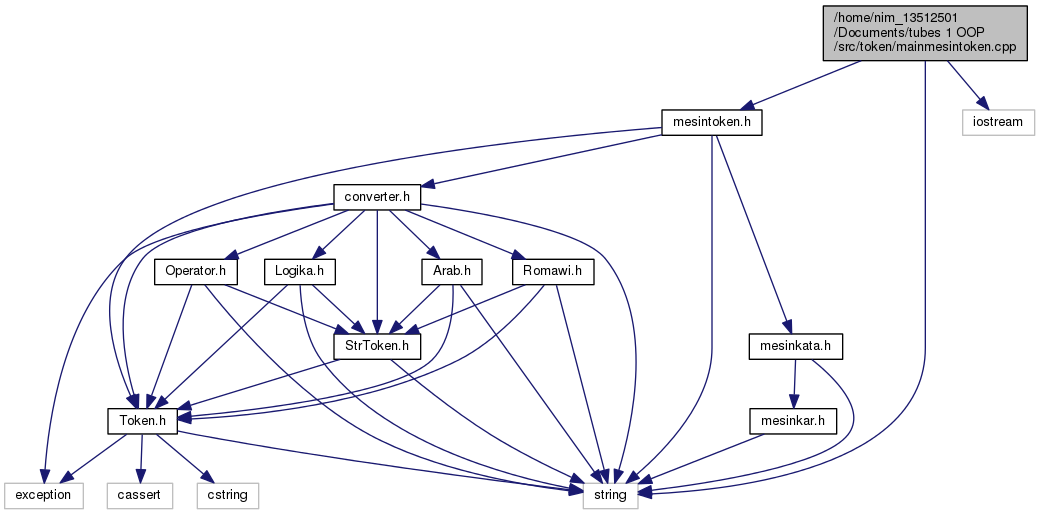 /home/nim_13512501
/Documents/tubes 1 OOP
/src/token/mainmesintoken.cpp
mesintoken.h
iostream
converter.h
Operator.h
Logika.h
Arab.h
Romawi.h
StrToken.h
mesinkata.h
Token.h
mesinkar.h
exception
cassert
cstring
string